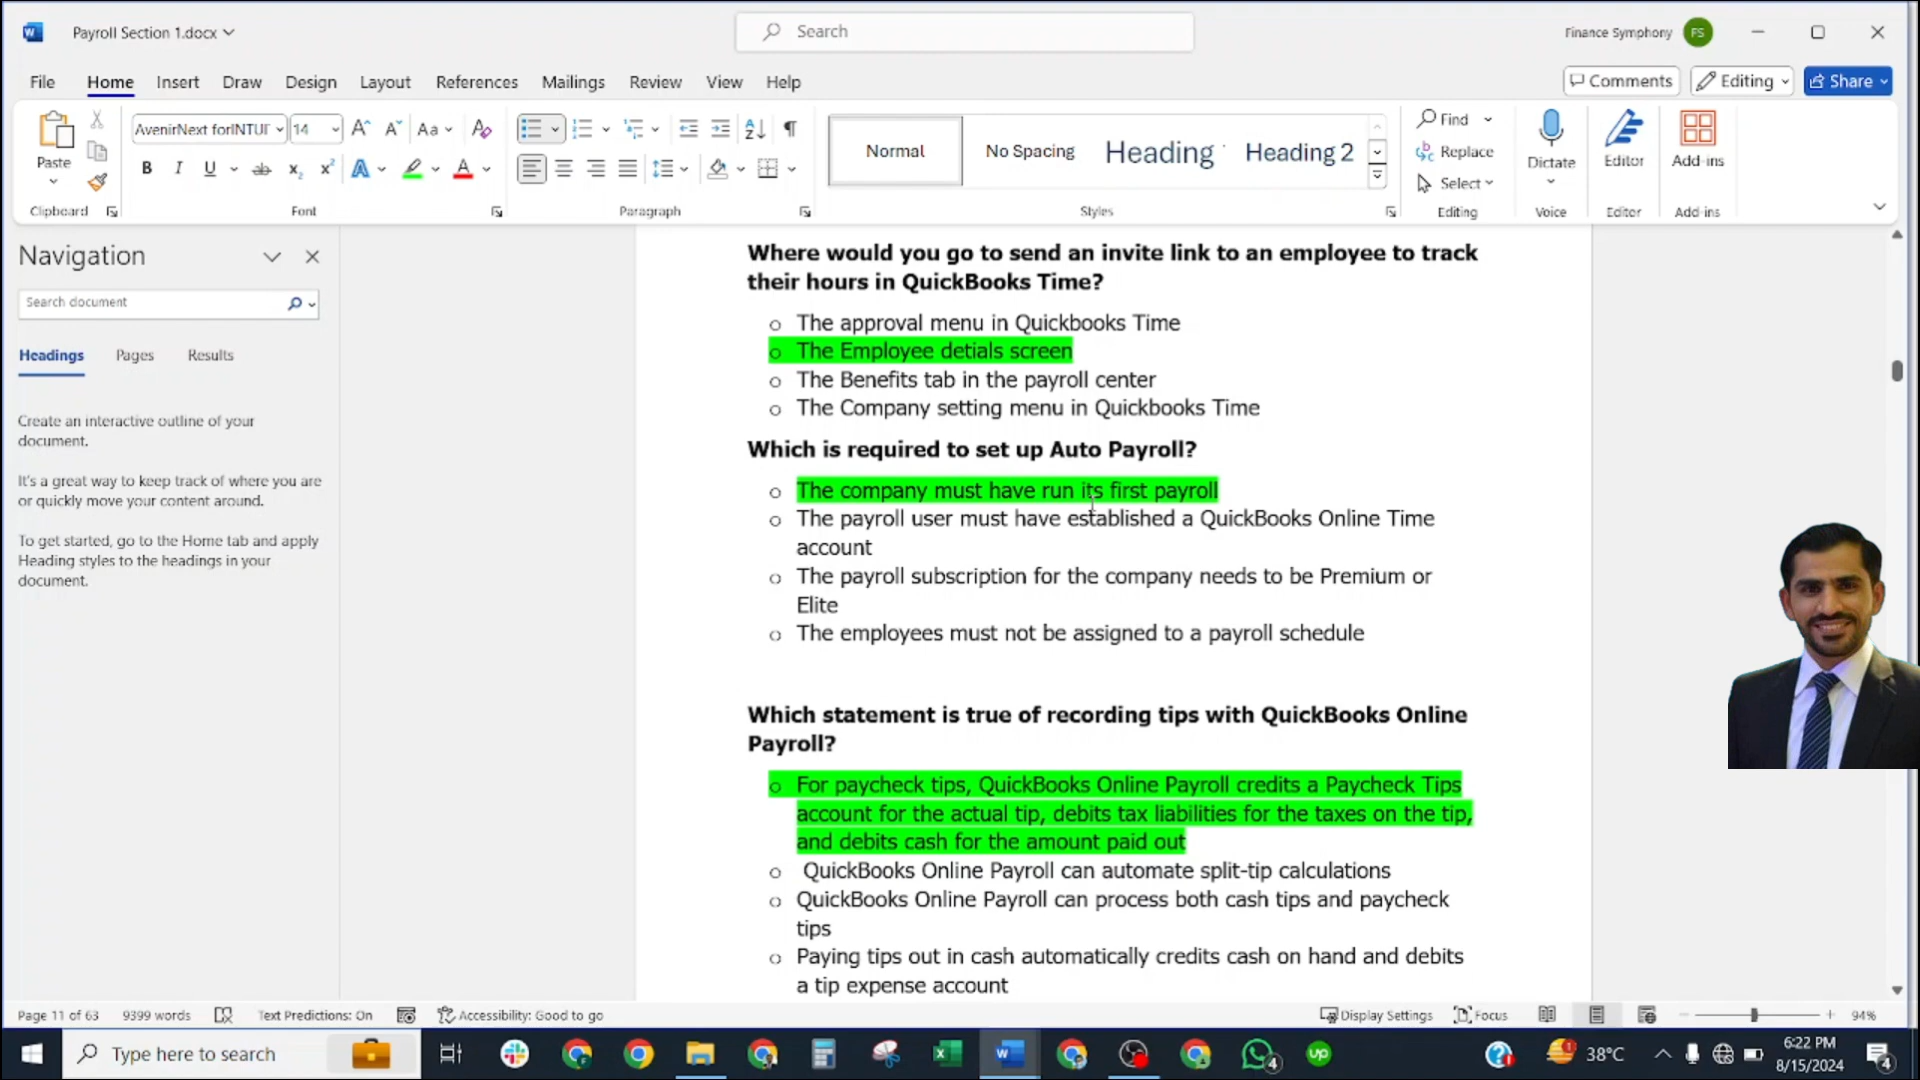 Payroll Section 1.docx
Search
Finance Symphony
FS
File
Home
Insert
Draw
Design
Layout
References
Mailings
Review
View
Help
Comments
Editing
Share
Paste
AvenirNext forINTUI
14
Aa
Normal
No Spacing
Heading
Heading 2
Find
Replace
Select
Dictate
Editor
Add-ins
Clipboard
Font
Paragraph
Styles
Editing
Voice
Editor
Add-ins
Navigation
Search document
Headings
Pages
Results
Create an interactive outline of your
document.
It's a great way to keep track of where you are
or quickly move your content around.
To get started, go to the Home tab and apply
Heading styles to the headings in your
document.
Where would you go to send an invite link to an employee to track
their hours in QuickBooks Time?
o The approval menu in Quickbooks Time
o The Employee detials screen
o The Benefits tab in the payroll center
o The Company setting menu in Quickbooks Time
Which is required to set up Auto Payroll?
o The company must have run its first payroll
o The payroll user must have established a QuickBooks Online Time
account
o The payroll subscription for the company needs to be Premium or
Elite
o The employees must not be assigned to a payroll schedule
Which statement is true of recording tips with QuickBooks Online
Payroll?
o For paycheck tips, QuickBooks Online Payroll credits a Paycheck Tips
account for the actual tip, debits tax liabilities for the taxes on the tip,
and debits cash for the amount paid out
o QuickBooks Online Payroll can automate split-tip calculations
o QuickBooks Online Payroll can process both cash tips and paycheck
tips
o Paying tips out in cash automatically credits cash on hand and debits
a tip expense account
Page 11 of 63
9399 words
Text Predictions: On
Accessibility: Good to go
Display Settings
Focus
94%
Type here to search
4
up
38°C
6:22 PM
8/15/2024
4